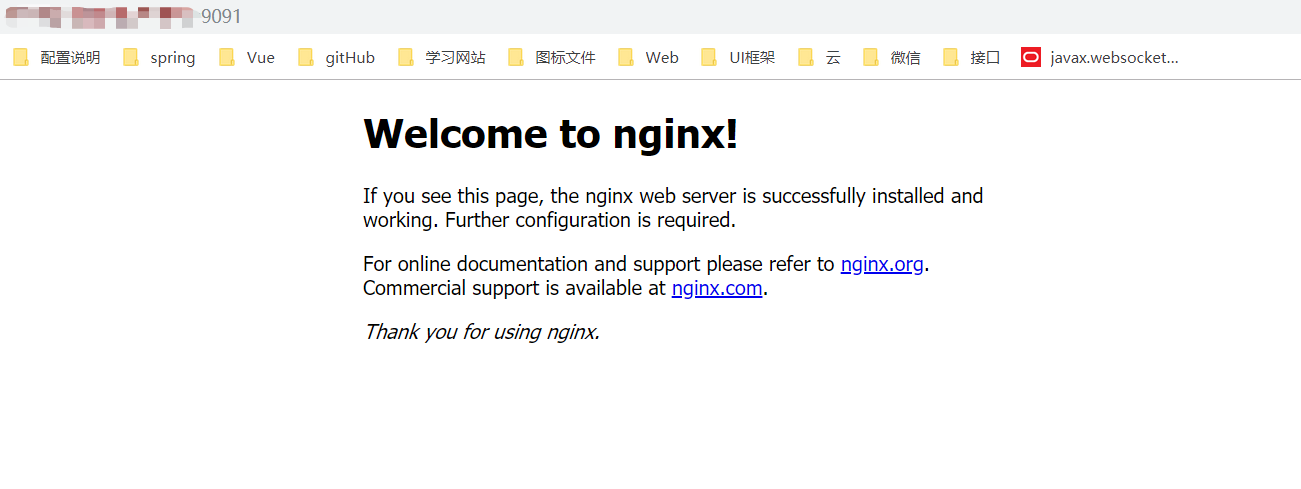 9091
配置说明 spring Vue gitHub 学习网站 图标文件 Web UI框架 云 微信 接口 javax.websocket...
Welcome to nginx!
If you see this page, the nginx web server is successfully installed and
working. Further configuration is required.
For online documentation and support please refer to nginx.org.
Commercial support is available at nginx.com.
Thank you for using nginx.